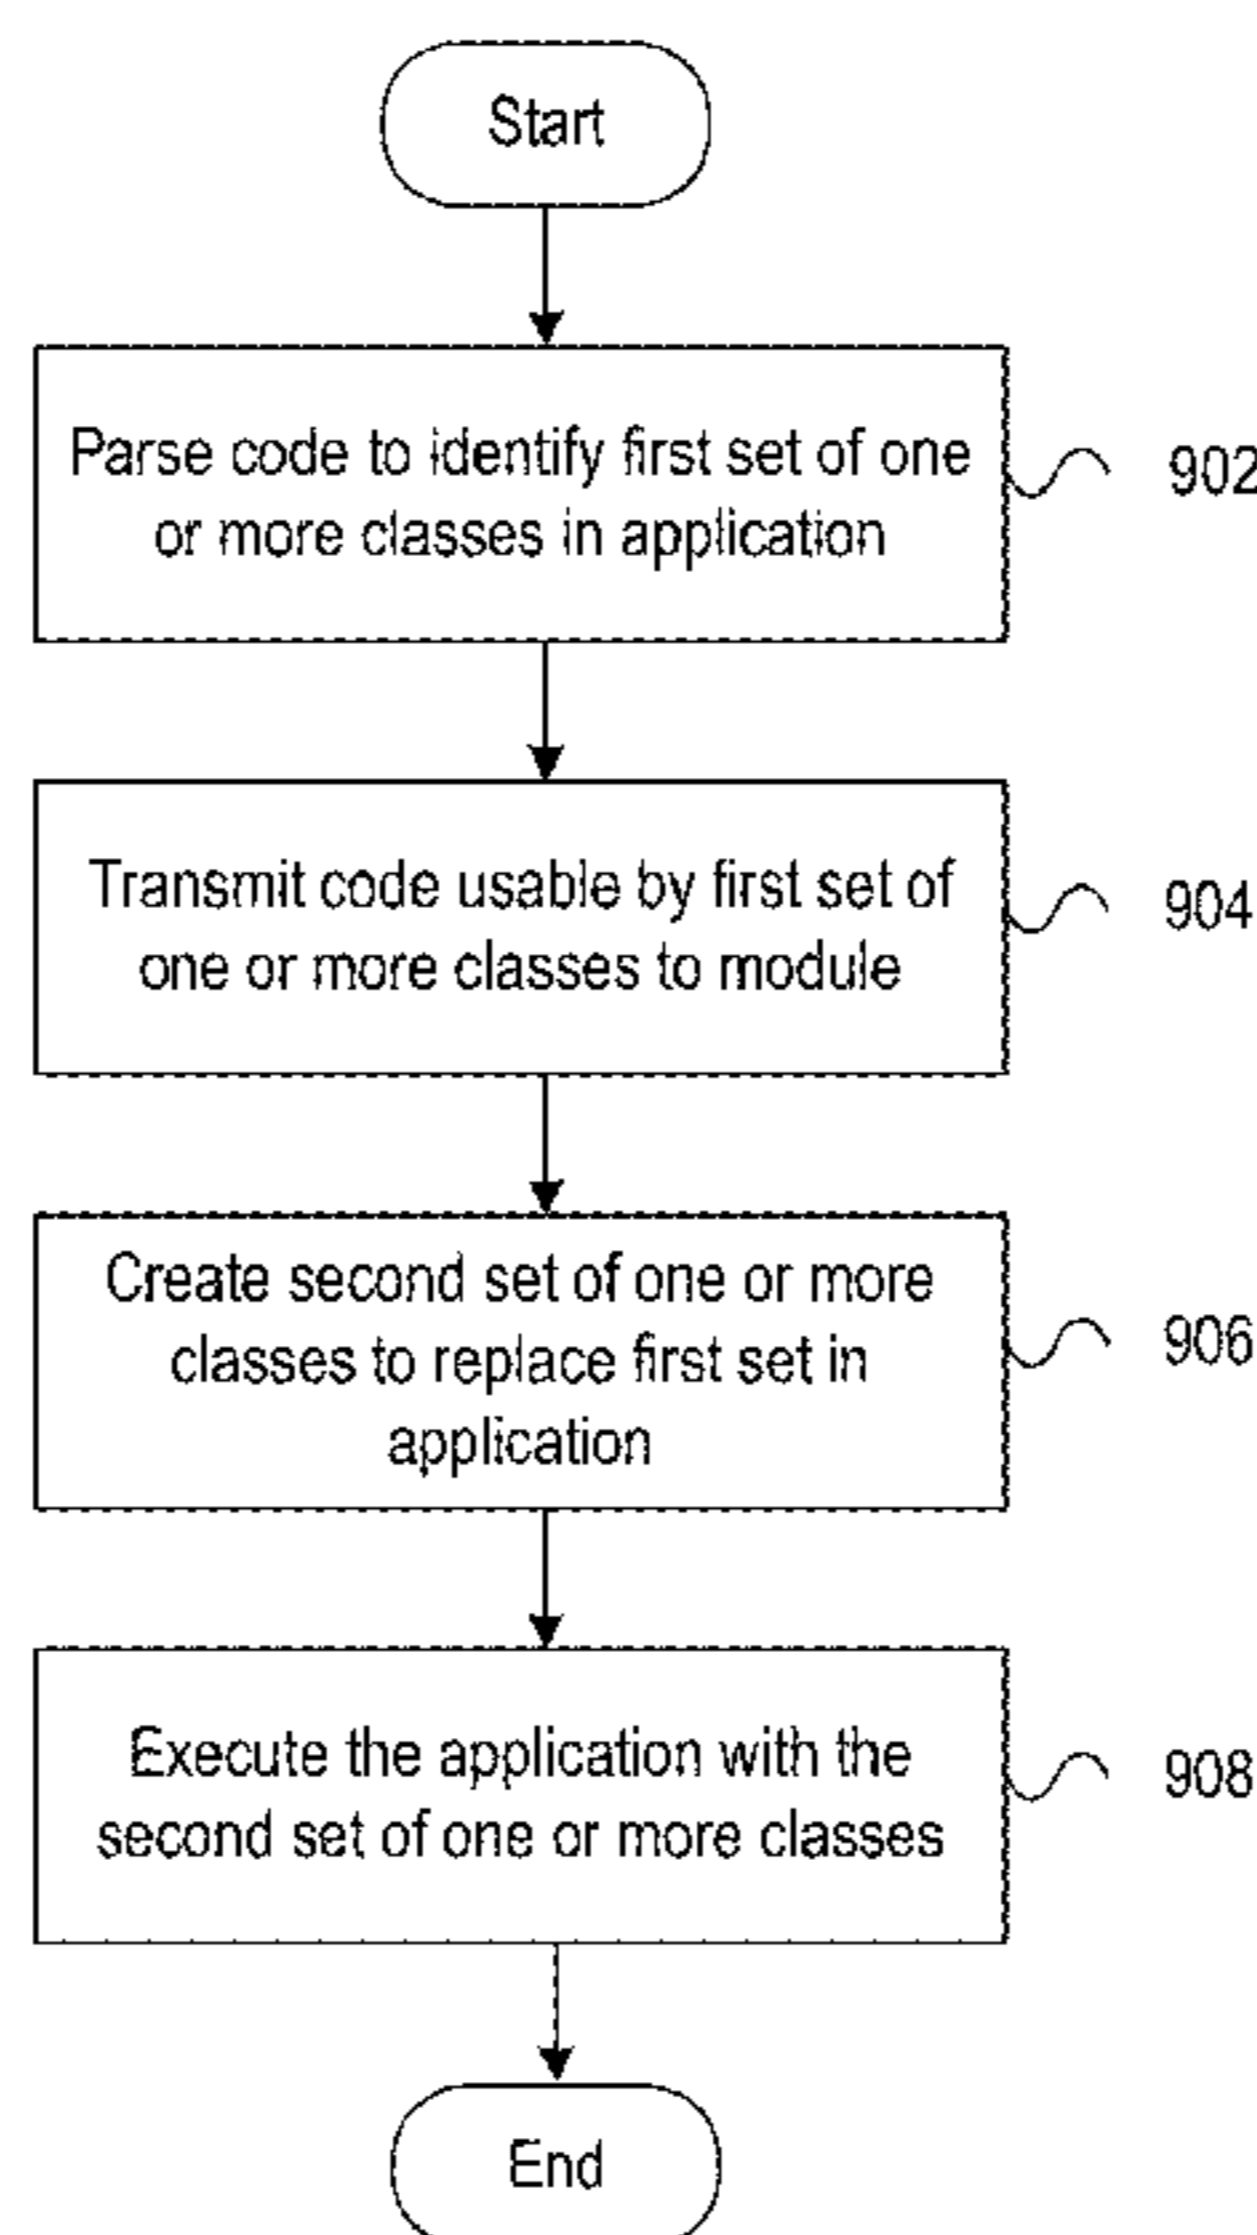 Start
Parse code to identify first set of one
or more classes in application
902
Transmit code usable by first set of
one or more classes to module
904
Create second set of one or more
classes to replace first set in
application
906
Execute the application with the
second set of one or more classes
908
End